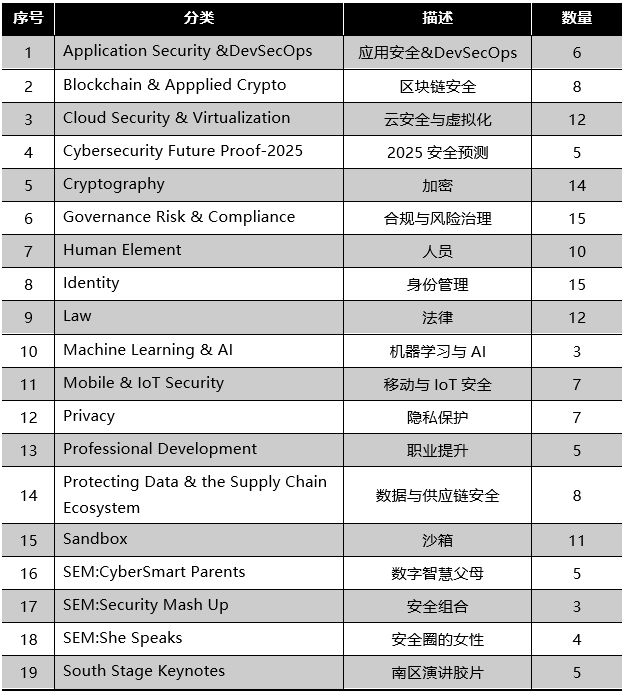 序号 分类 描述 数量
1 Application Security &DevSecOps 应用安全&DevSecOps 6
2 Blockchain & Appplied Crypto 区块链安全 8
3 Cloud Security & Virtualization 云安全与虚拟化 12
4 Cybersecurity Future Proof-2025 2025安全预测 5
5 Cryptography 加密 14
6 Governance Risk & Compliance 合规与风险治理 15
7 Human Element 人员 10
8 Identity 身份管理 15
9 Law 法律 12
10 Machine Learning & AI 机器学习与 AI 3
11 Mobile & IoT Security 移动与 IoT 安全 7
12 Privacy 隐私保护 7
13 Professional Development 职业提升 5
14 Protecting Data & the Supply Chain
Ecosystem 数据与供应链安全 8
15 Sandbox 沙箱 11
16 SEM:CyberSmart Parents 数字智慧父母 5
17 SEM:Security Mash Up 安全组合 3
18 SEM:She Speaks 安全圈的女性 4
19 South Stage Keynotes 南区演讲胶片 5